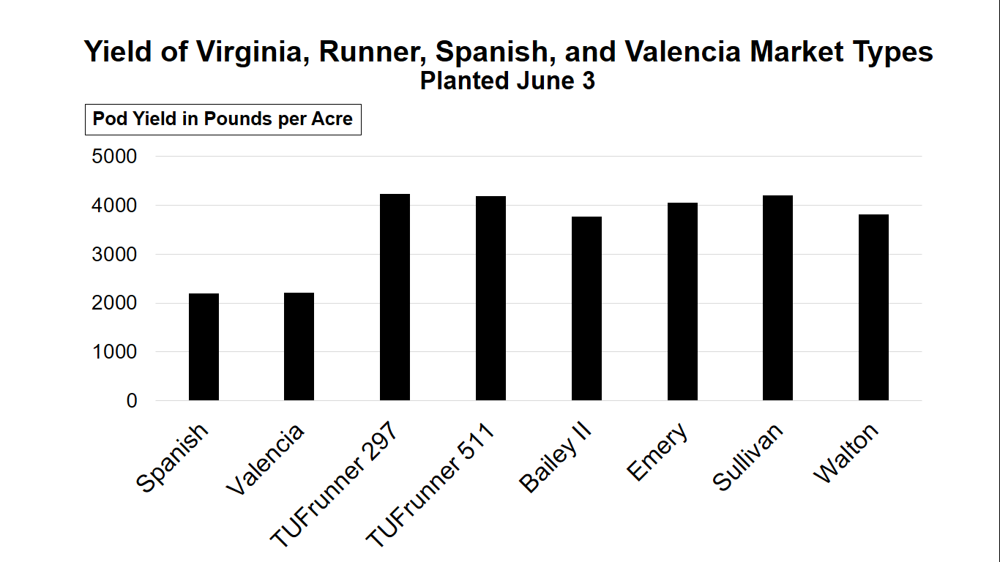 Yield of Virginia, Runner, Spanish, and Valencia Market Types
Planted June 3
Pod Yield in Pounds per Acre
5000
4000
3000
2000
1000
0
Spanish
Valencia
TUFrunner 297
TUFrunner 511
Bailey II
Emery
Sullivan
Walton